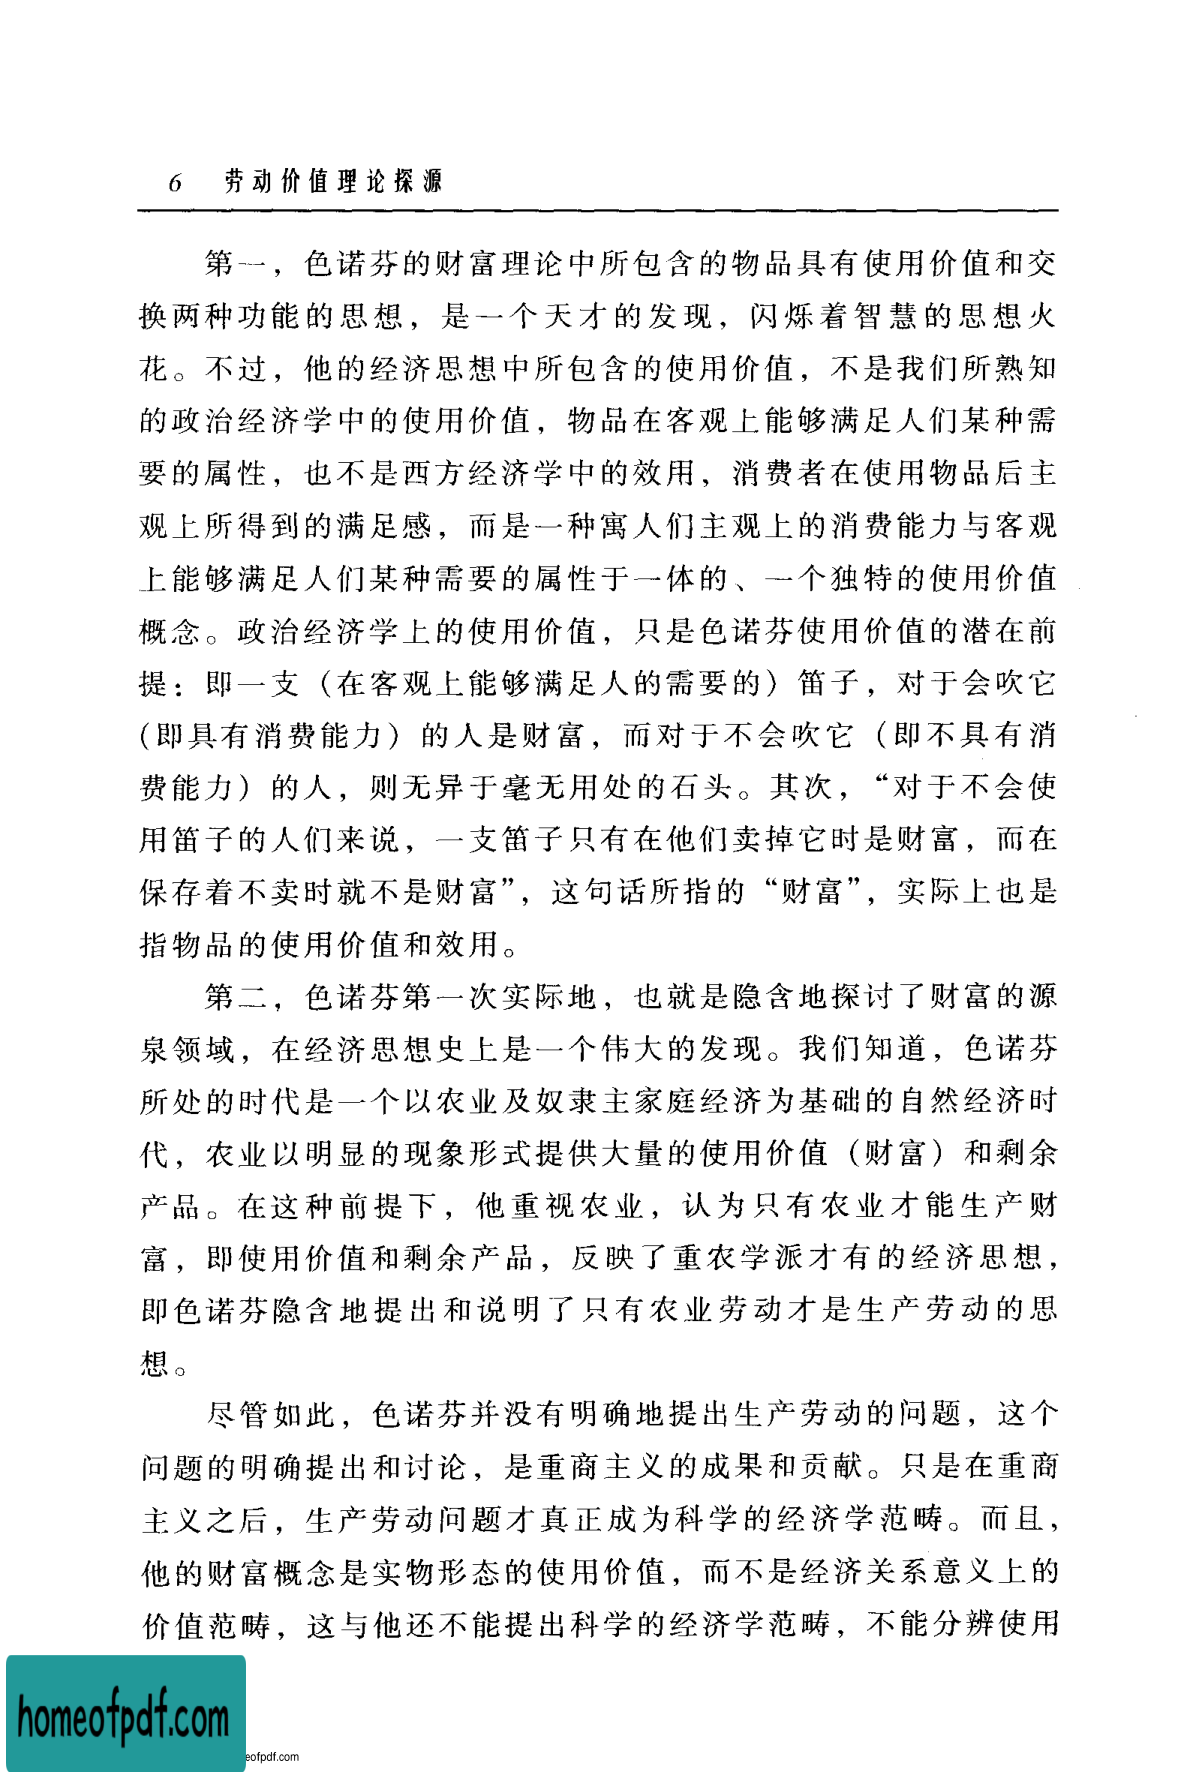 6 劳动价值理论探源
第一，色诺芬的财富理论中所包含的物品具有使用价值和交
换两种功能的思想，是一个天才的发现，闪烁着智慧的思想火
花。不过，他的经济思想中所包含的使用价值，不是我们所熟知
的政治经济学中的使用价值，物品在客观上能够满足人们某种需
要的属性，也不是西方经济学中的效用，消费者在使用物品后主
观上所得到的满足感，而是一种寓人们主观上的消费能力与客观
上能够满足人们某种需要的属性于一体的、一个独特的使用价值
概念。政治经济学上的使用价值，只是色诺芬使用价值的潜在前
提：即一支（在客观上能够满足人的需要的）笛子，对于会吹它
（即具有消费能力）的人是财富，而对于不会吹它（即不具有消
费能力）的人，则无异于毫无用处的石头。其次，“对于不会使
用笛子的人们来说，一支笛子只有在他们卖掉它时是财富，而在
保存着不卖时就不是财富”，这句话所指的“财富”，实际上也是
指物品的使用价值和效用。
第二，色诺芬第一次实际地，也就是隐含地探讨了财富的源
泉领域，在经济思想史上是一个伟大的发现。我们知道，色诺芬
所处的时代是一个以农业及奴隶主家庭经济为基础的自然经济时
代，农业以明显的现象形式提供大量的使用价值（财富）和剩余
产品。在这种前提下，他重视农业，认为只有农业才能生产财
富，即使用价值和剩余产品，反映了重农学派才有的经济思想，
即色诺芬隐含地提出和说明了只有农业劳动才是生产劳动的思
想。
尽管如此，色诺芬并没有明确地提出生产劳动的问题，这个
问题的明确提出和讨论，是重商主义的成果和贡献。只是在重商
主义之后，生产劳动问题才真正成为科学的经济学范畴。而且，
他的财富概念是实物形态的使用价值，而不是经济关系意义上的
价值范畴，这与他还不能提出科学的经济学范畴，不能分辨使用
homeofpdf.com
eofpdf.com